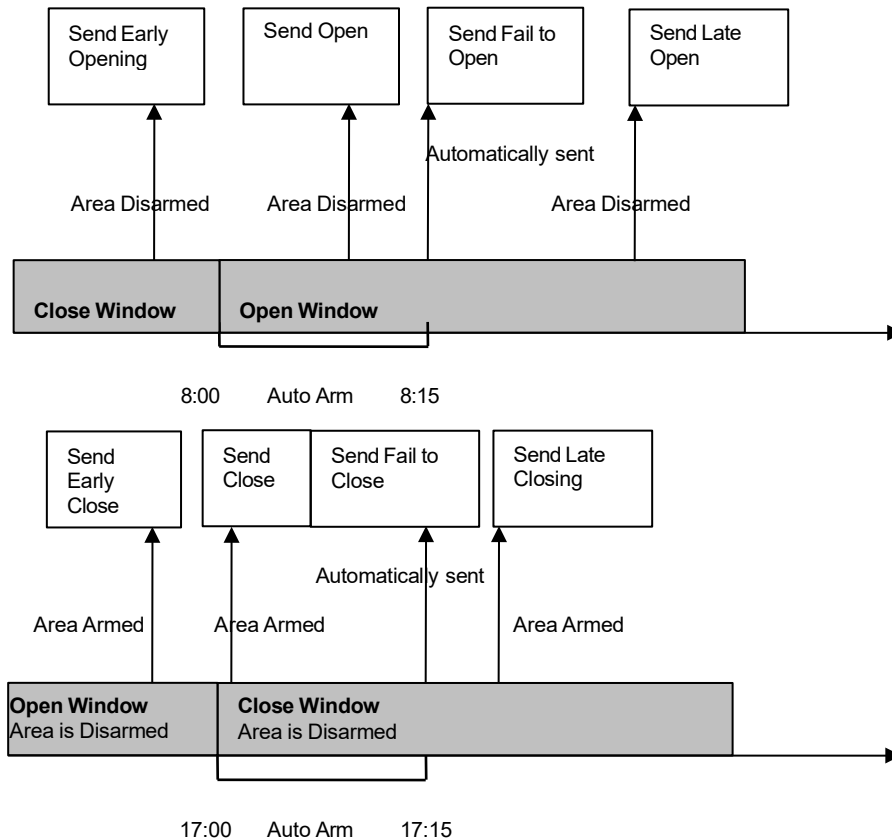 Send Early
Opening
Send Open
Send Fail to
Open
Send Late
Open
Automatically sent
Area Disarmed
Area Disarmed
Area Disarmed
Close Window
Open Window
8:00
Auto Arm
8:15
Send
Early
Close
Send
Close
Send Fail to
Close
Send Late
Closing
Automatically sent
Area Armed
Area Armed
Area Armed
Open Window
Area is Disarmed
Close Window
Area is Disarmed
17:00
Auto Arm
17:15